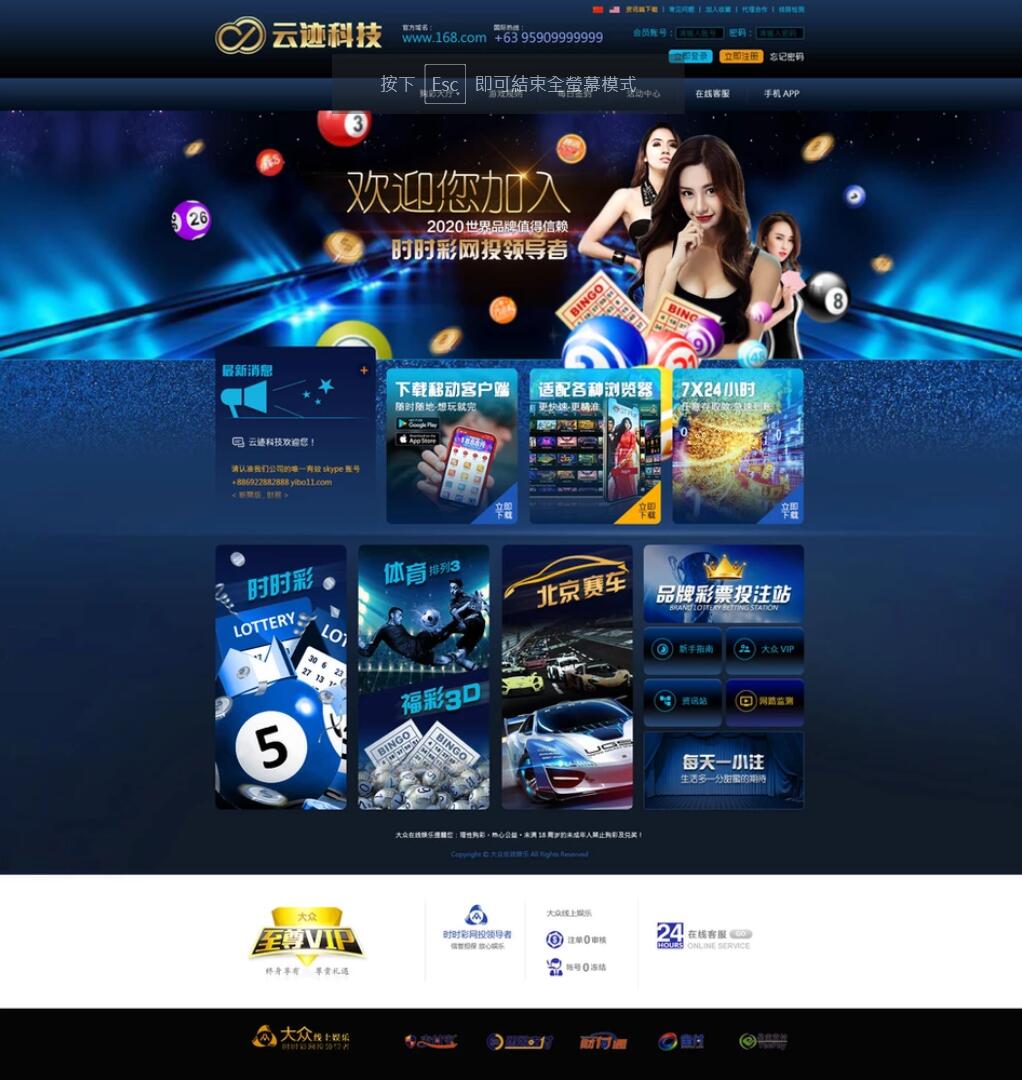 资讯端下载 | 常见问题 | 加入收藏 | 代理合作 | 线路检测
云迹科技
官方域名：
www.168.com
国际热线：
+63 95909999999
会员账号： 请输入账号 密码： 请输入密码
立即登录 立即注册 忘记密码
按下 Esc 即可結束全螢幕模式
购彩大厅 游戏规则 每日签到 活动中心 在线客服 手机 APP
欢迎您加入
2020世界品牌值得信赖
时时彩网投领导者
3
26
8
BINGO
BINGO
最新消息
云迹科技欢迎您！
请认准我们公司的唯一有效 skype 账号
+886922882888 yibo11.com
下载移动客户端
随时随地·想玩就完
Google Play
App Store
立即
下载
适配各种浏览器
更快速·更精准
立即
下载
7X24小时
任意存取款·急速到账
立即
下载
时时彩
LOTTERY
5
体育 排列3
福彩3D
BINGO
BINGO
北京赛车
品牌彩票投注站
BRAND LOTTERY BETTING STATION
新手指南
大众 VIP
资讯站
网路监测
每天一小注
生活多一分甜蜜的期待
大众在线娱乐提醒您：理性购彩，热心公益·未满 18 周岁的未成年人禁止购彩及兑奖！
Copyright © 大众在线娱乐 All Rights Reserved
大众
至尊VIP
终身尊有 尊贵礼遇
时时彩网投领导者
信誉担保 放心娱乐
大众线上娱乐
注单0审核
账号0冻结
24
HOURS
在线客服 GO
ONLINE SERVICE
大众线上娱乐
时时彩网投领导者
财付通